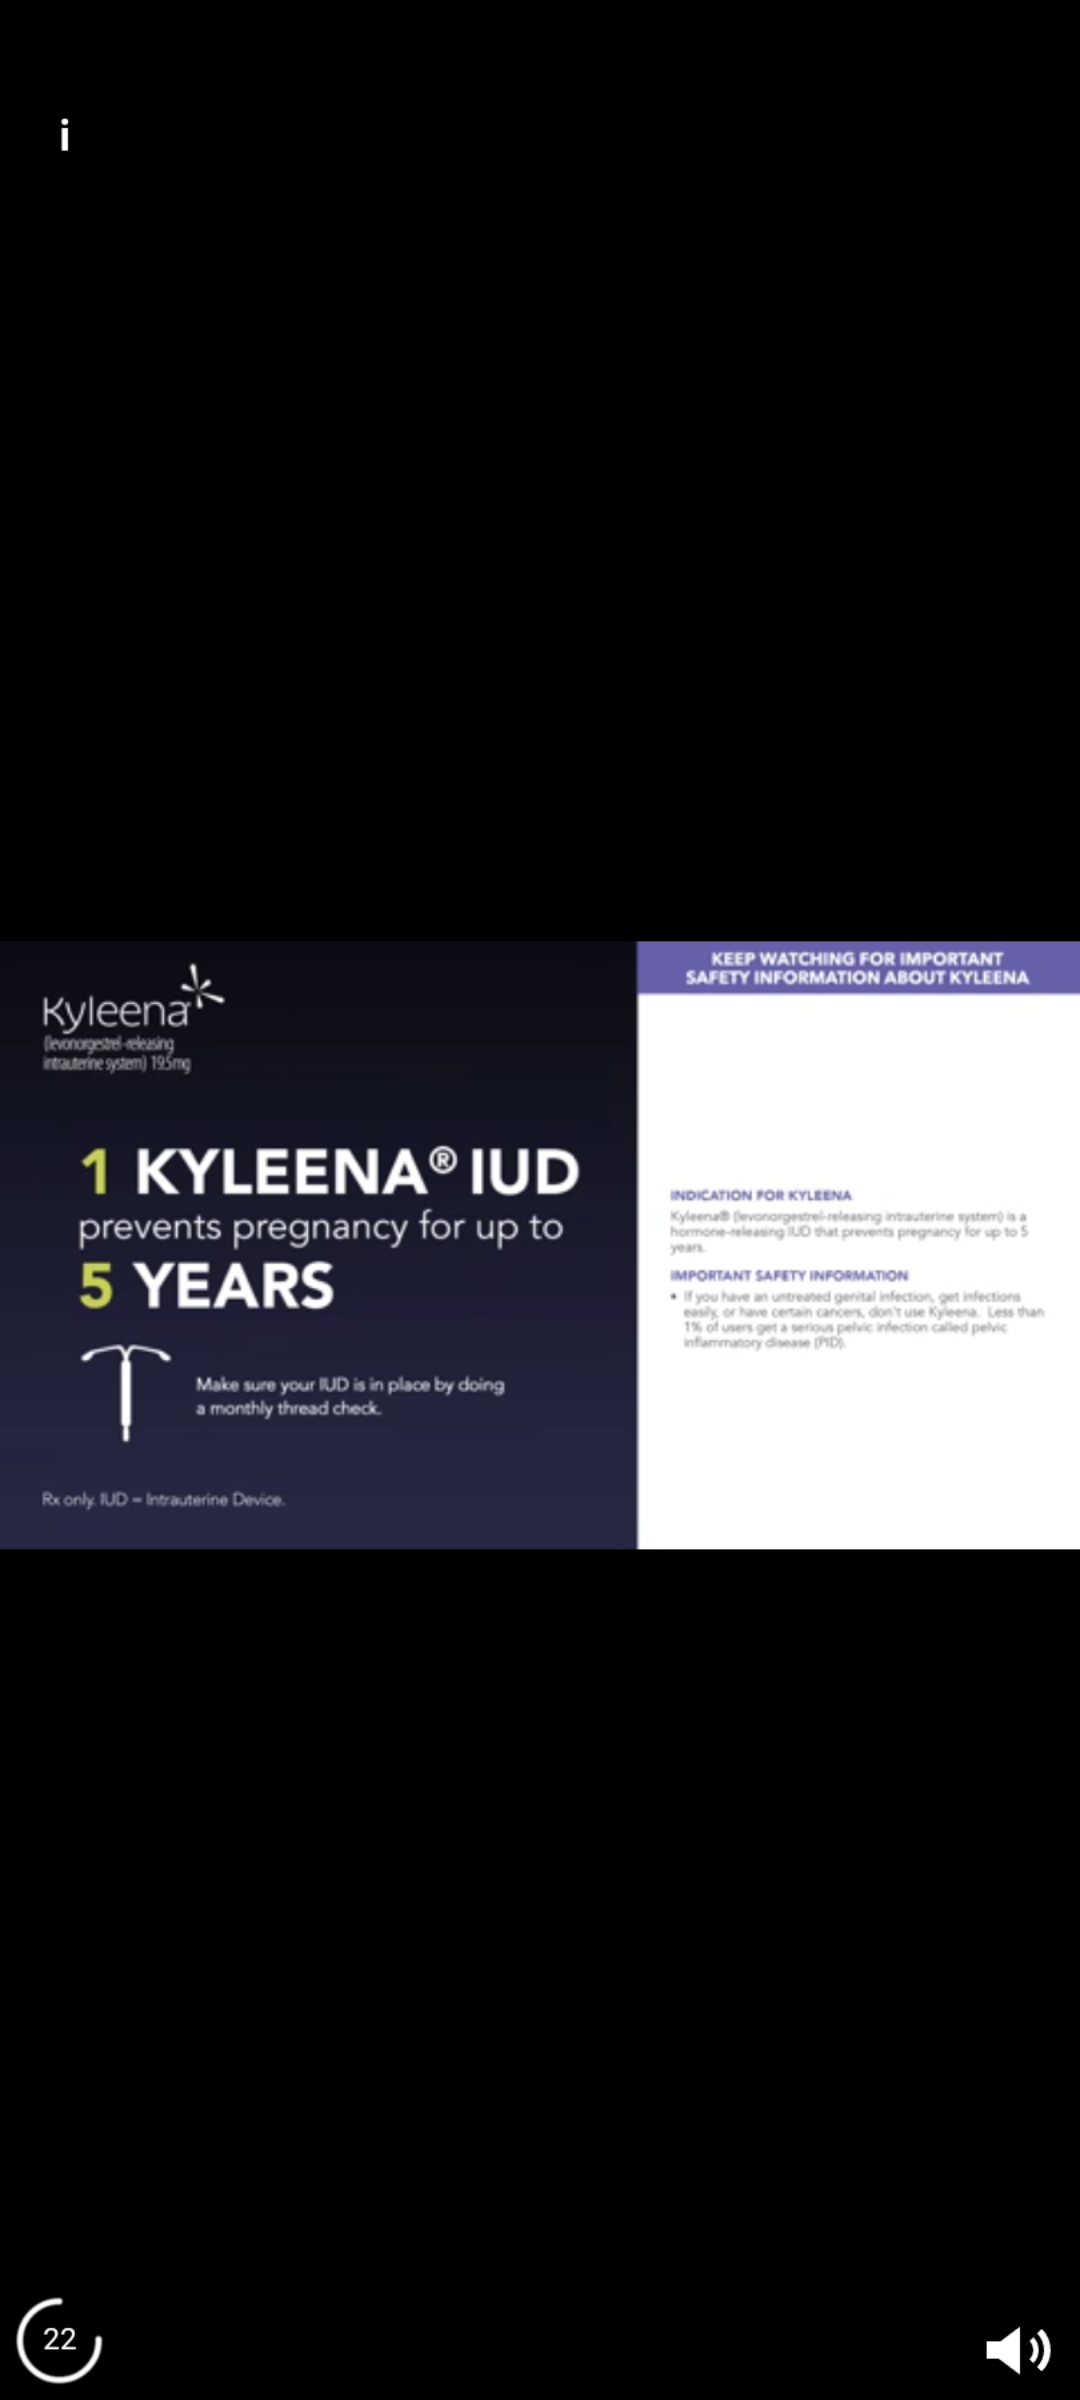 i
Kyleena®
(levonorgestrel-releasing
intrauterine system) 19.5mg
1 KYLEENA® IUD
prevents pregnancy for up to
5 YEARS
Make sure your IUD is in place by doing
a monthly thread check.
Rx only. IUD = Intrauterine Device.
KEEP WATCHING FOR IMPORTANT
SAFETY INFORMATION ABOUT KYLEENA
INDICATION FOR KYLEENA
Kyleena® (levonorgestrel-releasing intrauterine system) is a
hormone-releasing IUD that prevents pregnancy for up to 5
years.
IMPORTANT SAFETY INFORMATION
• If you have an untreated genital infection, get infections
easily, or have certain cancers, don't use Kyleena. Less than
1% of users get a serious pelvic infection called pelvic
inflammatory disease (PID).
22